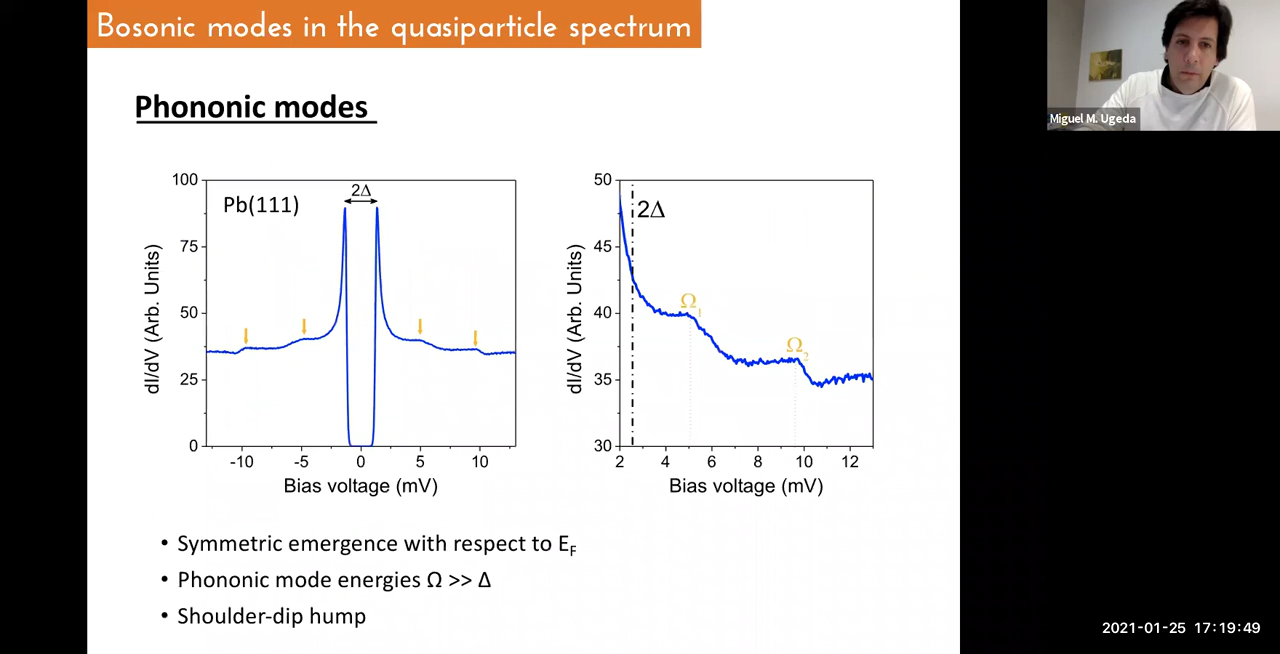 Bosonic modes in the quasiparticle spectrum
Miguel M. Ugeda
Phononic modes
100
75
50
25
0
-10 -5 0 5 10
dI/dV (Arb. Units)
Bias voltage (mV)
Pb(111)
2Δ
50
45
40
35
30
2 4 6 8 10 12
dI/dV (Arb. Units)
Bias voltage (mV)
2Δ
Ω1
Ω2
• Symmetric emergence with respect to EF
• Phononic mode energies Ω >> Δ
• Shoulder-dip hump
2021-01-25 17:19:49